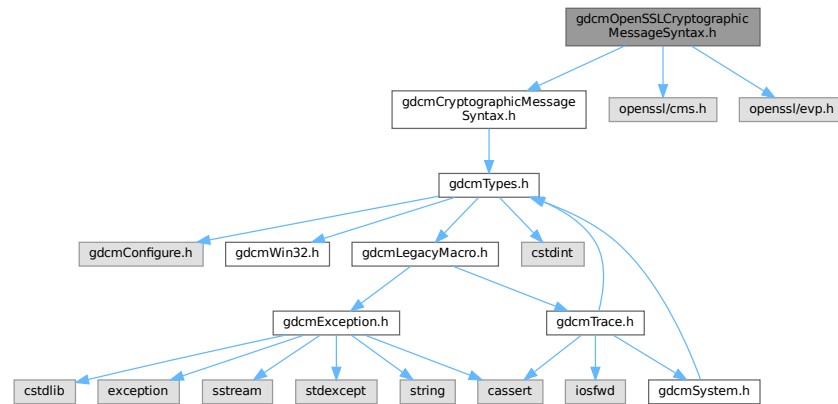 gdcmOpenSSLCryptographic
MessageSyntax.h
gdcmCryptographicMessage
Syntax.h
openssl/cms.h
openssl/evp.h
gdcmTypes.h
gdcmConfigure.h
gdcmWin32.h
gdcmLegacyMacro.h
cstdint
gdcmException.h
gdcmTrace.h
cstdlib
exception
sstream
stdexcept
string
cassert
iosfwd
gdcmSystem.h